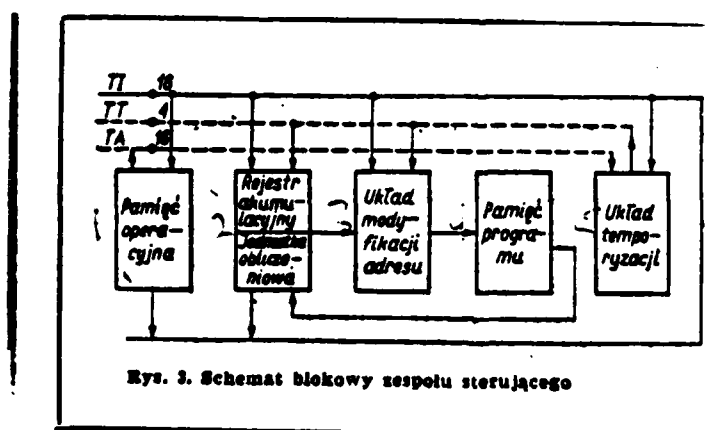 TI 16
TT 4
TA 16
Pamięć
opera-
cyjna
Rejestr
akumu-
lacyjny
Jednostka
oblicze-
niowa
Układ
mody-
fikacji
adresu
Pamięć
progra-
mu
Układ
tempo-
ryzacji
Rys. 3. Schemat blokowy zespołu sterującego